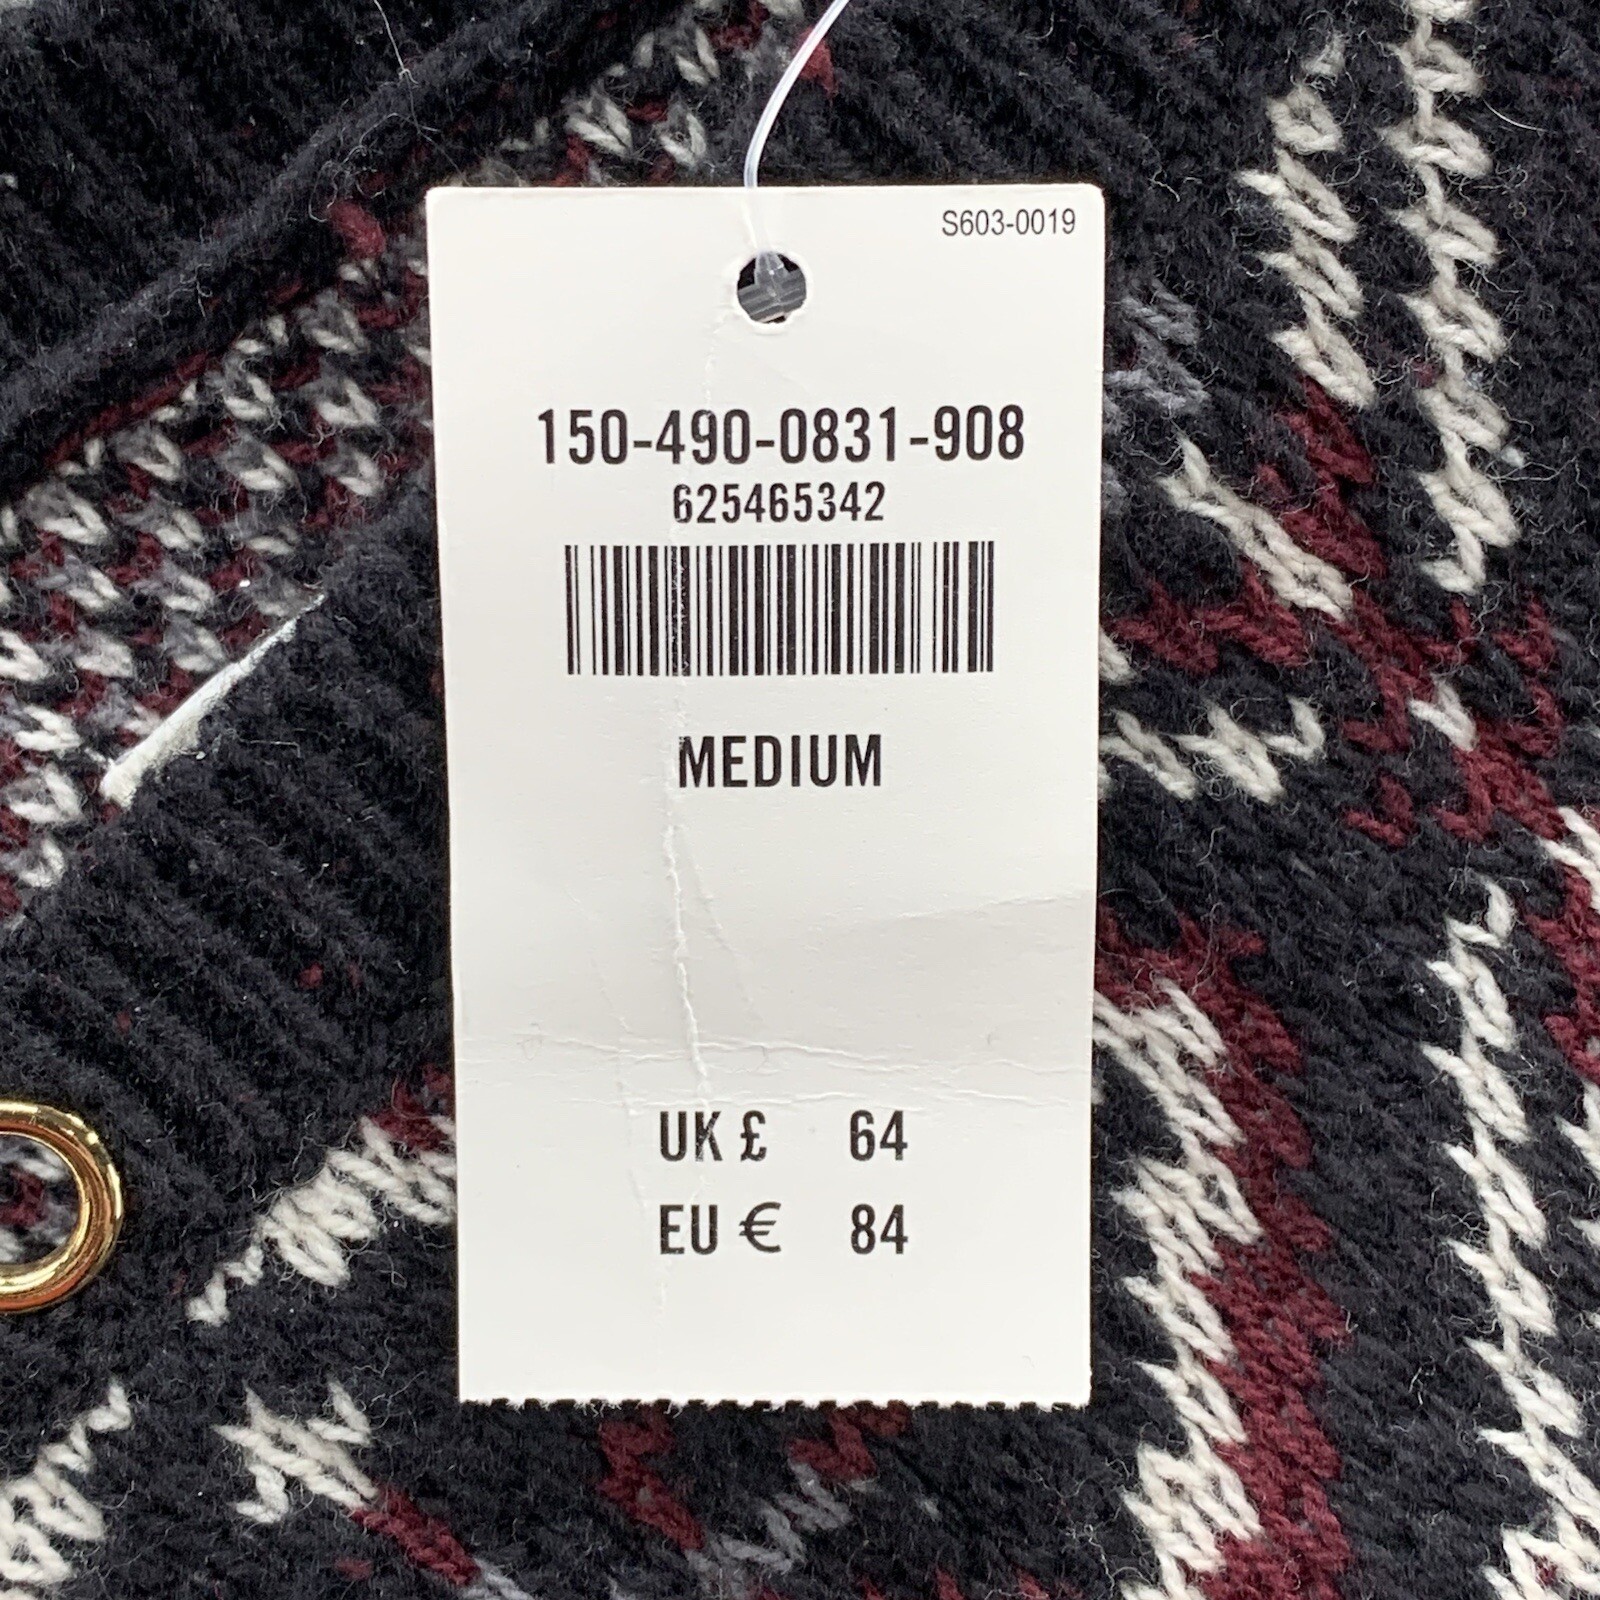 S603-0019
150-490-0831-908
625465342
MEDIUM
UK £ 64
EU € 84